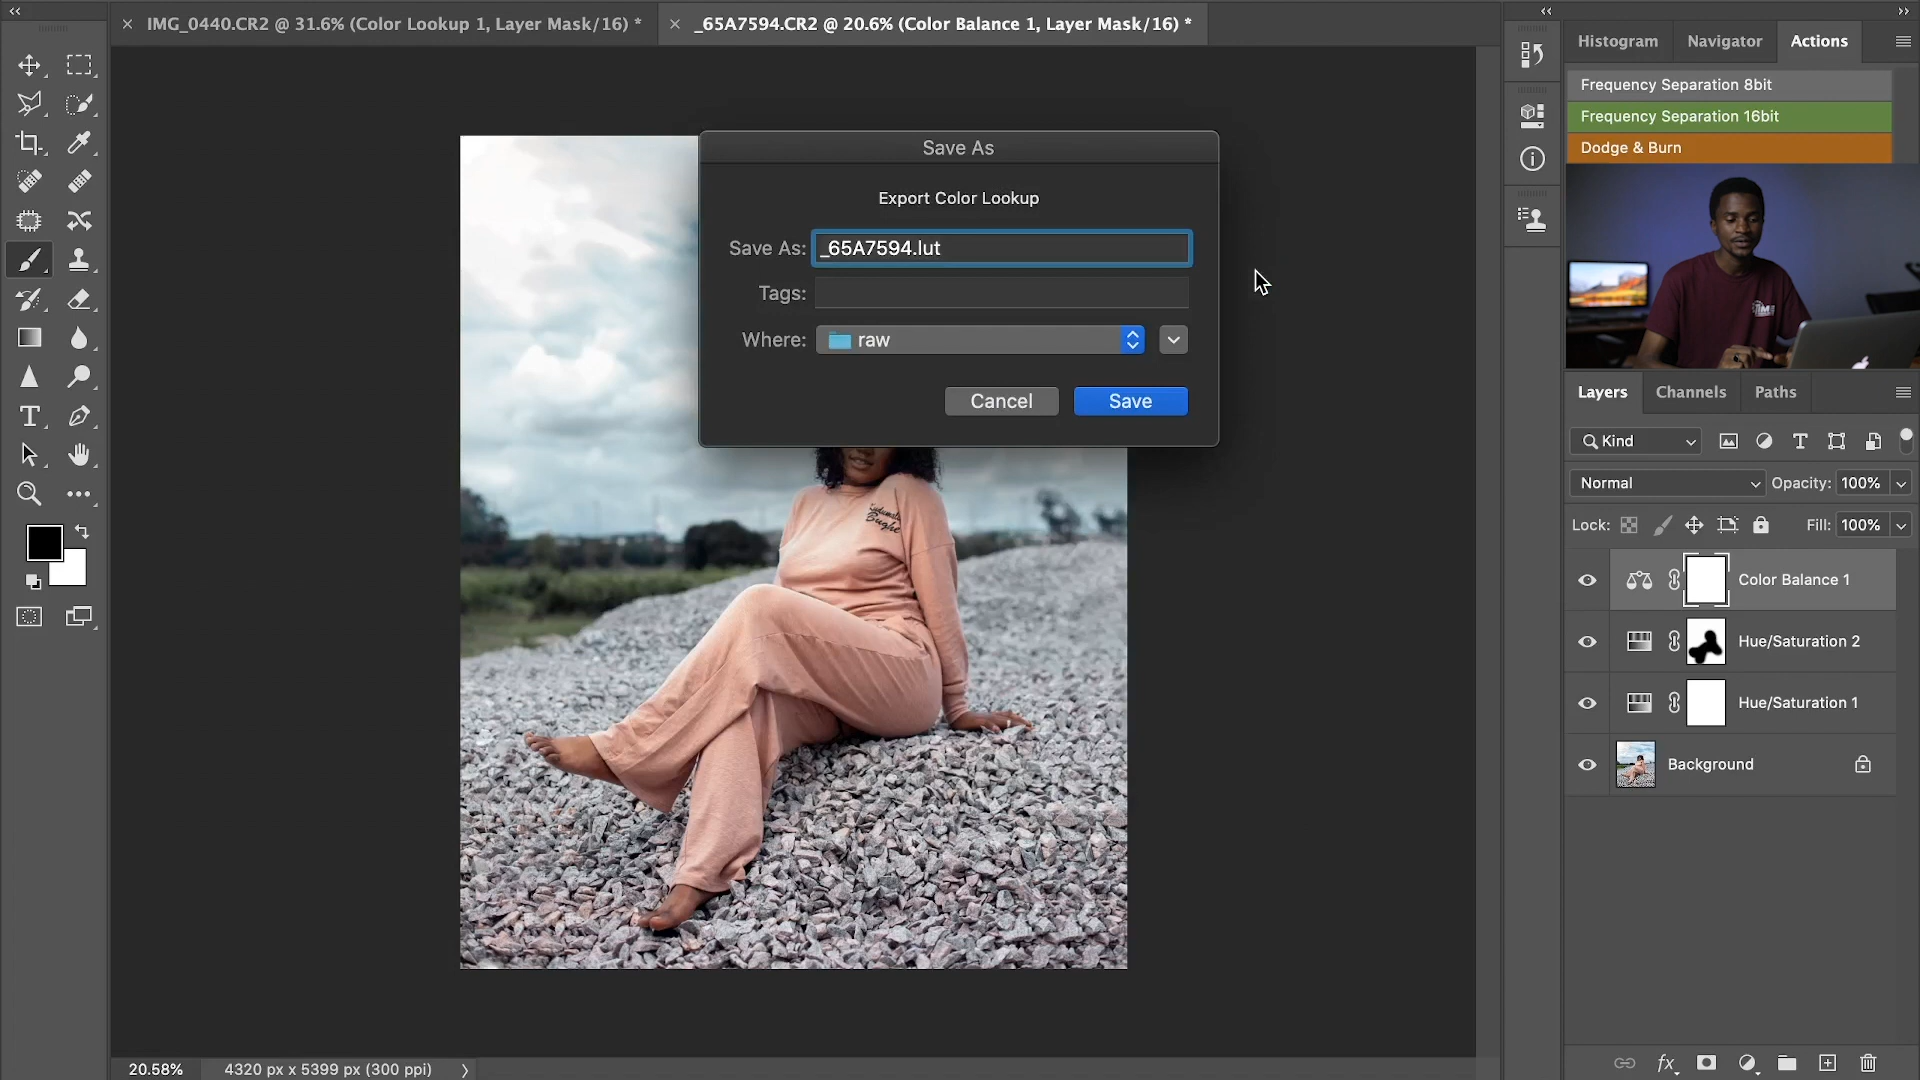 IMG_0440.CR2 @ 31.6% (Color Lookup 1, Layer Mask/16) *
_65A7594.CR2 @ 20.6% (Color Balance 1, Layer Mask/16) *
Histogram
Navigator
Actions
Frequency Separation 8bit
Frequency Separation 16bit
Dodge & Burn
Save As
Export Color Lookup
Save As:
_65A7594.lut
Tags:
Where:
raw
Cancel
Save
Layers
Channels
Paths
Kind
Normal
Opacity: 100%
Lock:
Fill: 100%
Color Balance 1
Hue/Saturation 2
Hue/Saturation 1
Background
20.58%
4320 px x 5399 px (300 ppi)